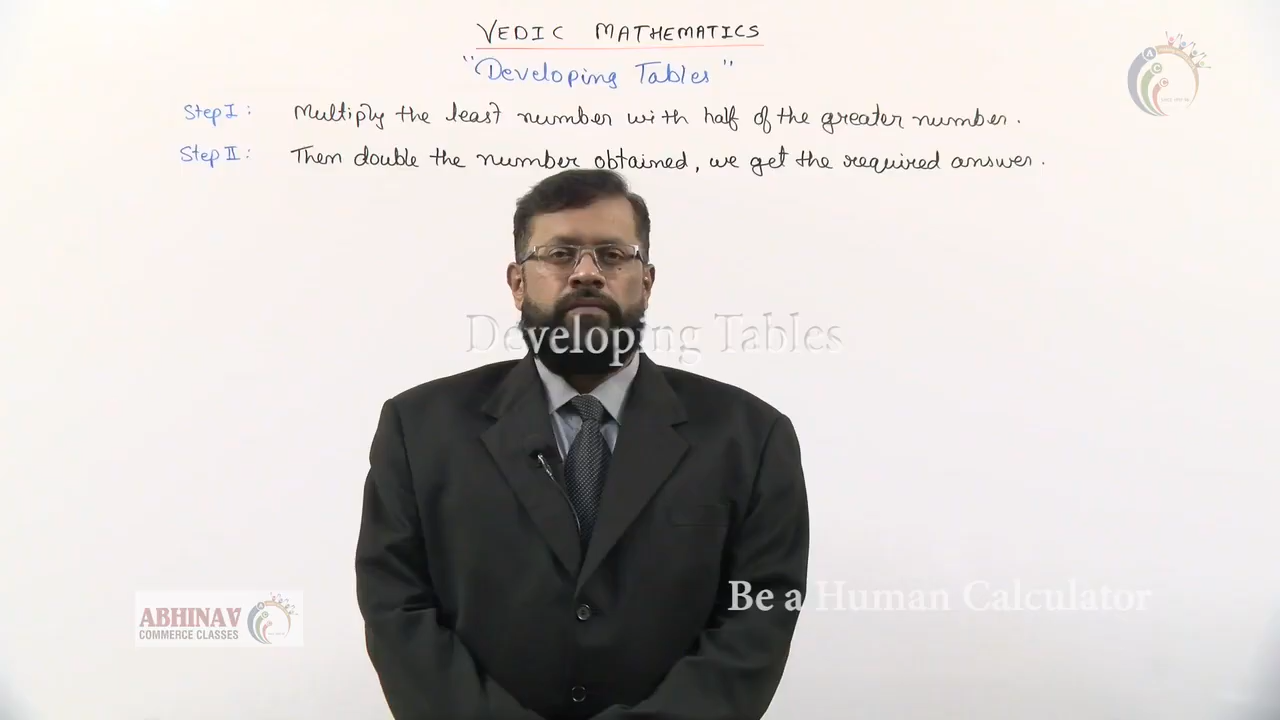 VEDIC MATHEMATICS
"Developing Tables"
Step I : Multiply the least number with half of the greater number.
Step II : Then double the number obtained, we get the required answer.
Developing Tables
Be a Human Calculator
ABHINAV
COMMERCE CLASSES